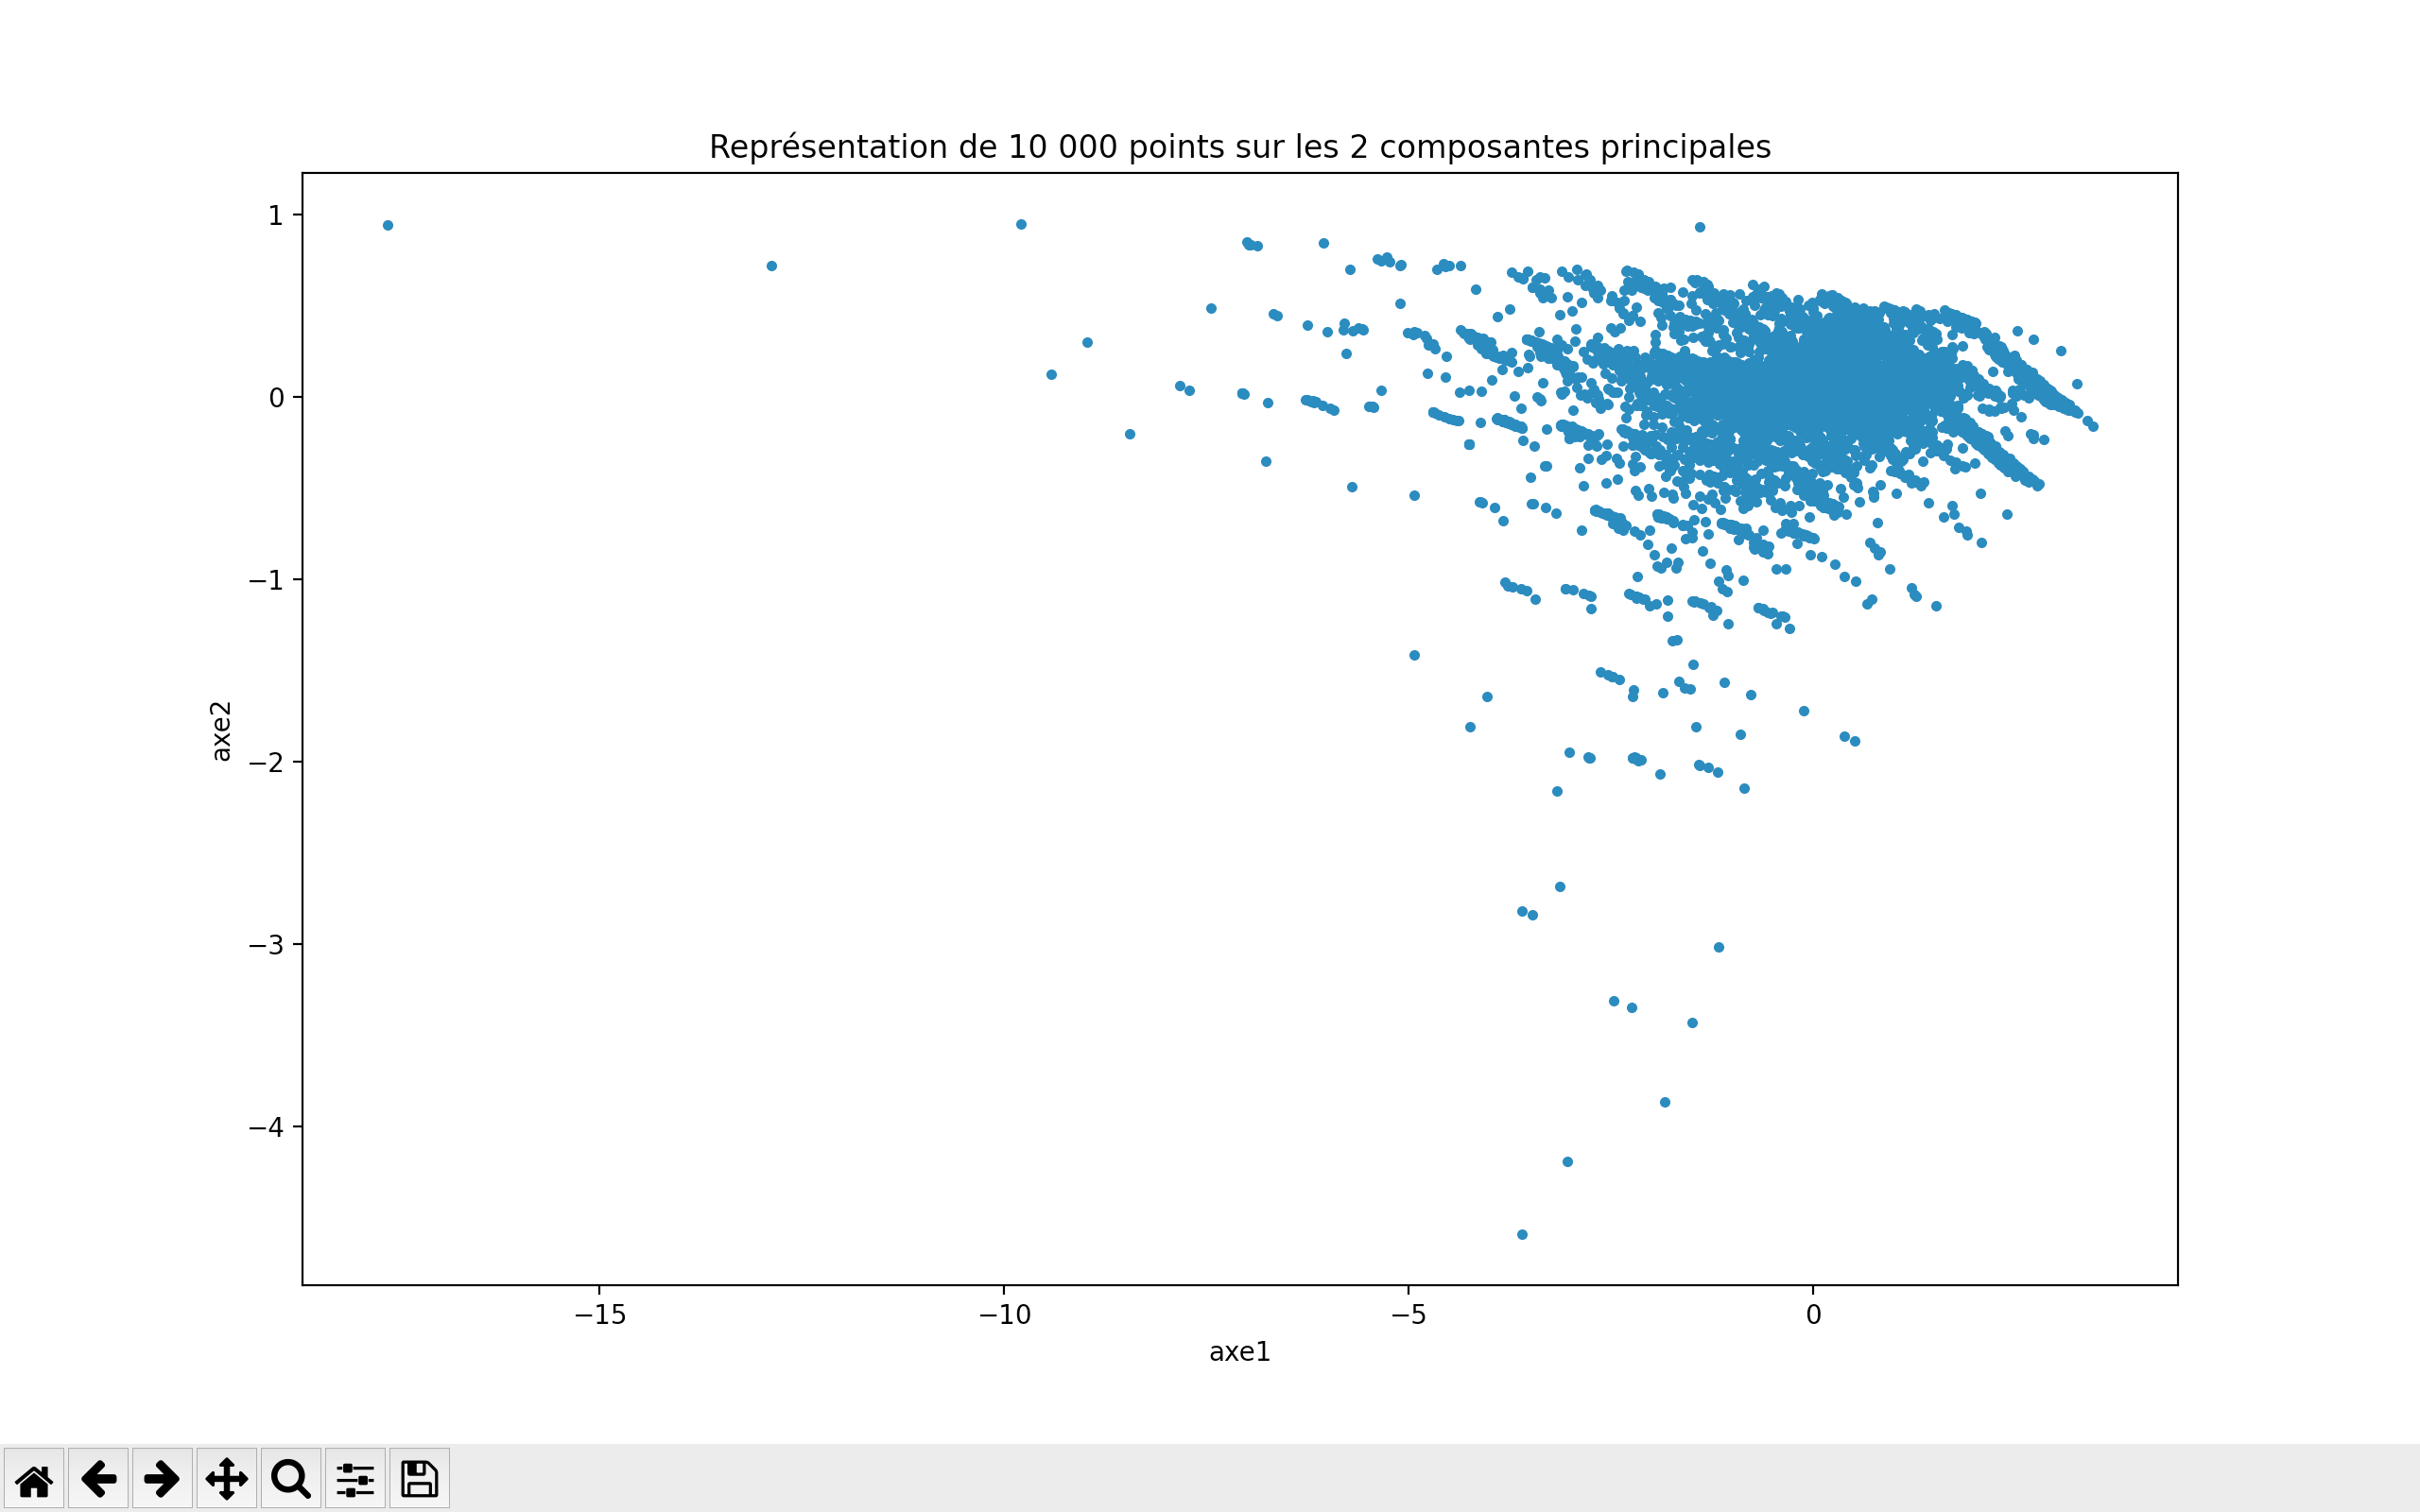 Représentation de 10 000 points sur les 2 composantes principales
1
0
−1
−2
−3
−4
axe2
−15 −10 −5 0
axe1